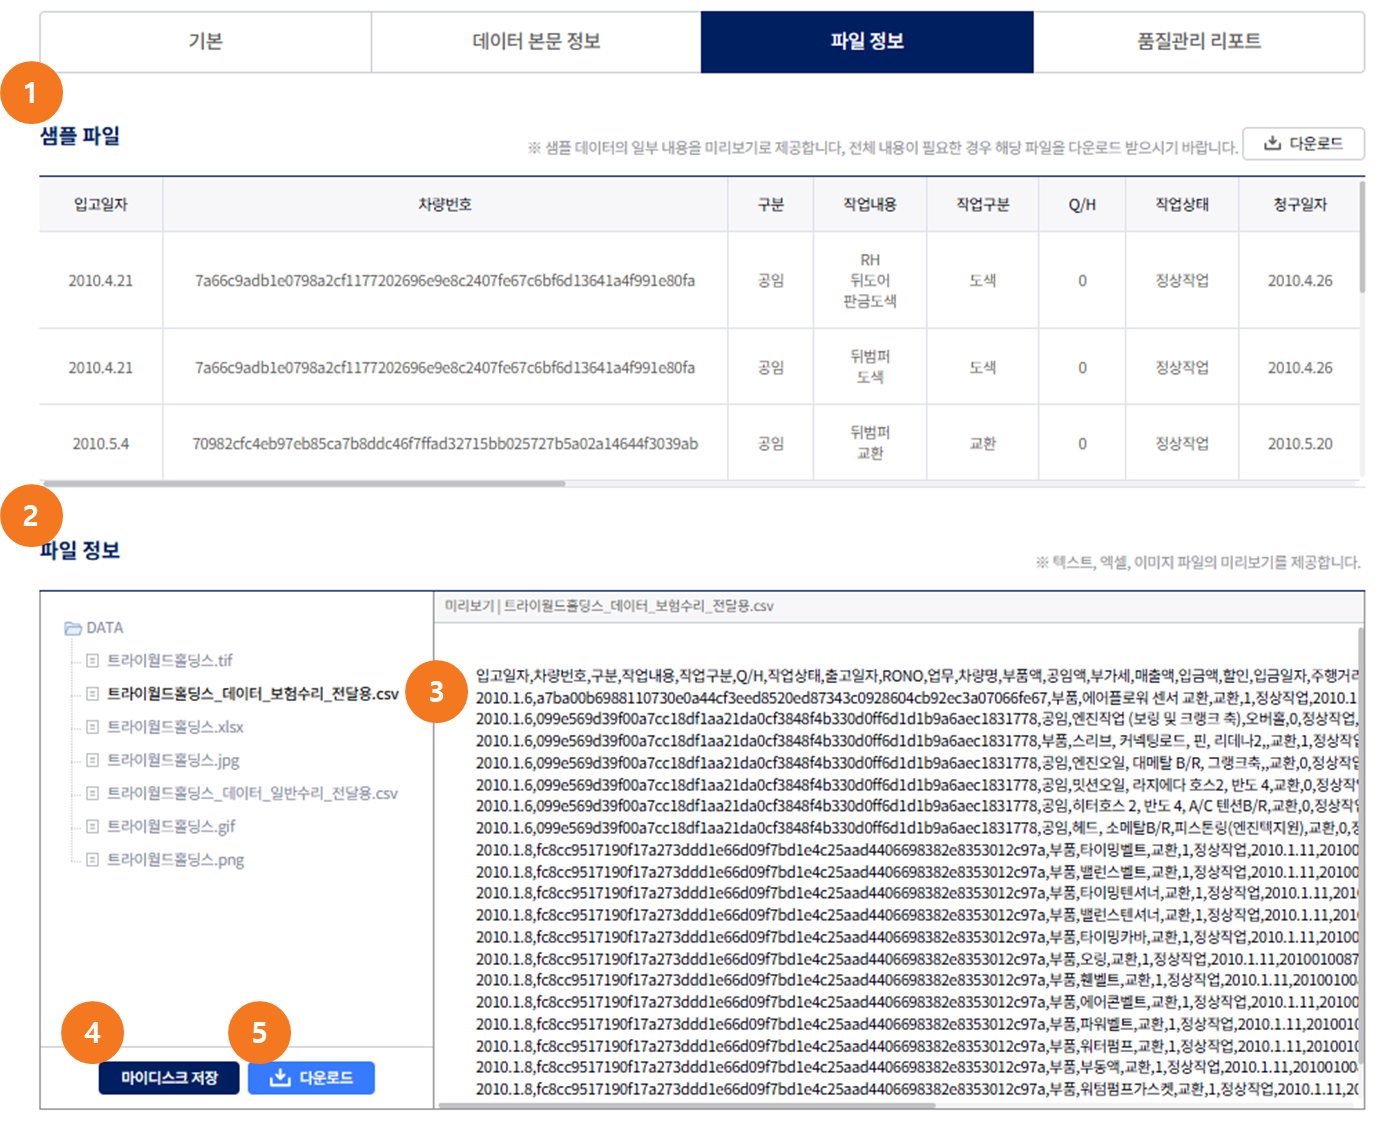 기본
데이터 본문 정보
파일 정보
품질관리 리포트
1
샘플 파일
※ 샘플 데이터의 일부 내용을 미리보기로 제공합니다, 전체 내용이 필요한 경우 해당 파일을 다운로드 받으시기 바랍니다.
다운로드
입고일자 차량번호 구분 작업내용 작업구분 Q/H 작업상태 청구일자
2010.4.21 7a66c9adb1e0798a2cf1177202696e9e8c2407fe67c6bf6d13641a4f991e80fa 공임 RH 뒤도어 판금도색 도색 0 정상작업 2010.4.26
2010.4.21 7a66c9adb1e0798a2cf1177202696e9e8c2407fe67c6bf6d13641a4f991e80fa 공임 뒤범퍼 도색 도색 0 정상작업 2010.4.26
2010.5.4 70982cfc4eb97eb85ca7b8ddc46f7ffad32715bb025727b5a02a14644f3039ab 공임 뒤범퍼 교환 교환 0 정상작업 2010.5.20
2
파일 정보
※ 텍스트, 엑셀, 이미지 파일의 미리보기를 제공합니다.
DATA
트라이월드홀딩스.tif
트라이월드홀딩스_데이터_보험수리_전달용.csv
트라이월드홀딩스.xlsx
트라이월드홀딩스.jpg
트라이월드홀딩스_데이터_일반수리_전달용.csv
트라이월드홀딩스.gif
트라이월드홀딩스.png
4
마이디스크 저장
5
다운로드
미리보기 | 트라이월드홀딩스_데이터_보험수리_전달용.csv
3
입고일자,차량번호,구분,작업내용,작업구분,Q/H,작업상태,출고일자,RONO,업무,차량명,부품액,공임액,부가세,매출액,입금액,할인,입금일자,주행거리
2010.1.6,a7ba00b6988110730e0a44cf3eed8520ed87343c0928604cb92ec3a07066fe67,부품,에어플로워 센서 교환,교환,1,정상작업,2010.1
2010.1.6,099e569d39f00a7cc18df1aa21da0cf3848f4b330d0ff6d1d1b9a6aec1831778,공임,엔진작업 (보링 및 크랭크 축),오버홀,0,정상작업,
2010.1.6,099e569d39f00a7cc18df1aa21da0cf3848f4b330d0ff6d1d1b9a6aec1831778,부품,스리브, 커넥팅로드, 핀, 리데나2,,교환,1,정상작업
2010.1.6,099e569d39f00a7cc18df1aa21da0cf3848f4b330d0ff6d1d1b9a6aec1831778,공임,엔진오일, 대메탈 B/R, 그랭크축,,교환,0,정상작
2010.1.6,099e569d39f00a7cc18df1aa21da0cf3848f4b330d0ff6d1d1b9a6aec1831778,공임,밋션오일, 라지에다 호스2, 반도 4,교환,0,정상작
2010.1.6,099e569d39f00a7cc18df1aa21da0cf3848f4b330d0ff6d1d1b9a6aec1831778,공임,히터호스 2, 반도 4, A/C 텐션B/R,교환,0,정상작
2010.1.6,099e569d39f00a7cc18df1aa21da0cf3848f4b330d0ff6d1d1b9a6aec1831778,공임,헤드, 소메탈B/R,피스톤링(엔진텍지원),교환,0,
2010.1.8,fc8cc9517190f17a273ddd1e66d09f7bd1e4c25aad4406698382e8353012c97a,부품,타이밍벨트,교환,1,정상작업,2010.1.11,20100
2010.1.8,fc8cc9517190f17a273ddd1e66d09f7bd1e4c25aad4406698382e8353012c97a,부품,밸런스벨트,교환,1,정상작업,2010.1.11,20100
2010.1.8,fc8cc9517190f17a273ddd1e66d09f7bd1e4c25aad4406698382e8353012c97a,부품,타이밍텐셔너,교환,1,정상작업,2010.1.11,201
2010.1.8,fc8cc9517190f17a273ddd1e66d09f7bd1e4c25aad4406698382e8353012c97a,부품,밸런스텐셔너,교환,1,정상작업,2010.1.11,201
2010.1.8,fc8cc9517190f17a273ddd1e66d09f7bd1e4c25aad4406698382e8353012c97a,부품,타이밍카바,교환,1,정상작업,2010.1.11,20100
2010.1.8,fc8cc9517190f17a273ddd1e66d09f7bd1e4c25aad4406698382e8353012c97a,부품,오링,교환,1,정상작업,2010.1.11,2010010087
2010.1.8,fc8cc9517190f17a273ddd1e66d09f7bd1e4c25aad4406698382e8353012c97a,부품,휀벨트,교환,1,정상작업,2010.1.11,20100100
2010.1.8,fc8cc9517190f17a273ddd1e66d09f7bd1e4c25aad4406698382e8353012c97a,부품,에어콘벨트,교환,1,정상작업,2010.1.11,20100
2010.1.8,fc8cc9517190f17a273ddd1e66d09f7bd1e4c25aad4406698382e8353012c97a,부품,파워벨트,교환,1,정상작업,2010.1.11,201001
2010.1.8,fc8cc9517190f17a273ddd1e66d09f7bd1e4c25aad4406698382e8353012c97a,부품,워터펌프,교환,1,정상작업,2010.1.11,201001
2010.1.8,fc8cc9517190f17a273ddd1e66d09f7bd1e4c25aad4406698382e8353012c97a,부품,부동액,교환,1,정상작업,2010.1.11,20100100
2010.1.8,fc8cc9517190f17a273ddd1e66d09f7bd1e4c25aad4406698382e8353012c97a,부품,워텀펌프가스켓,교환,1,정상작업,2010.1.11,20